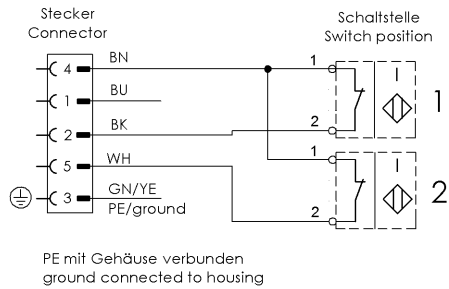 Stecker
Connector
Schaltstelle
Switch position
4 BN 1
1 BU
2 BK 2
1
5 WH 1
3 GN/YE
PE/ground 2
2
PE mit Gehäuse verbunden
ground connected to housing